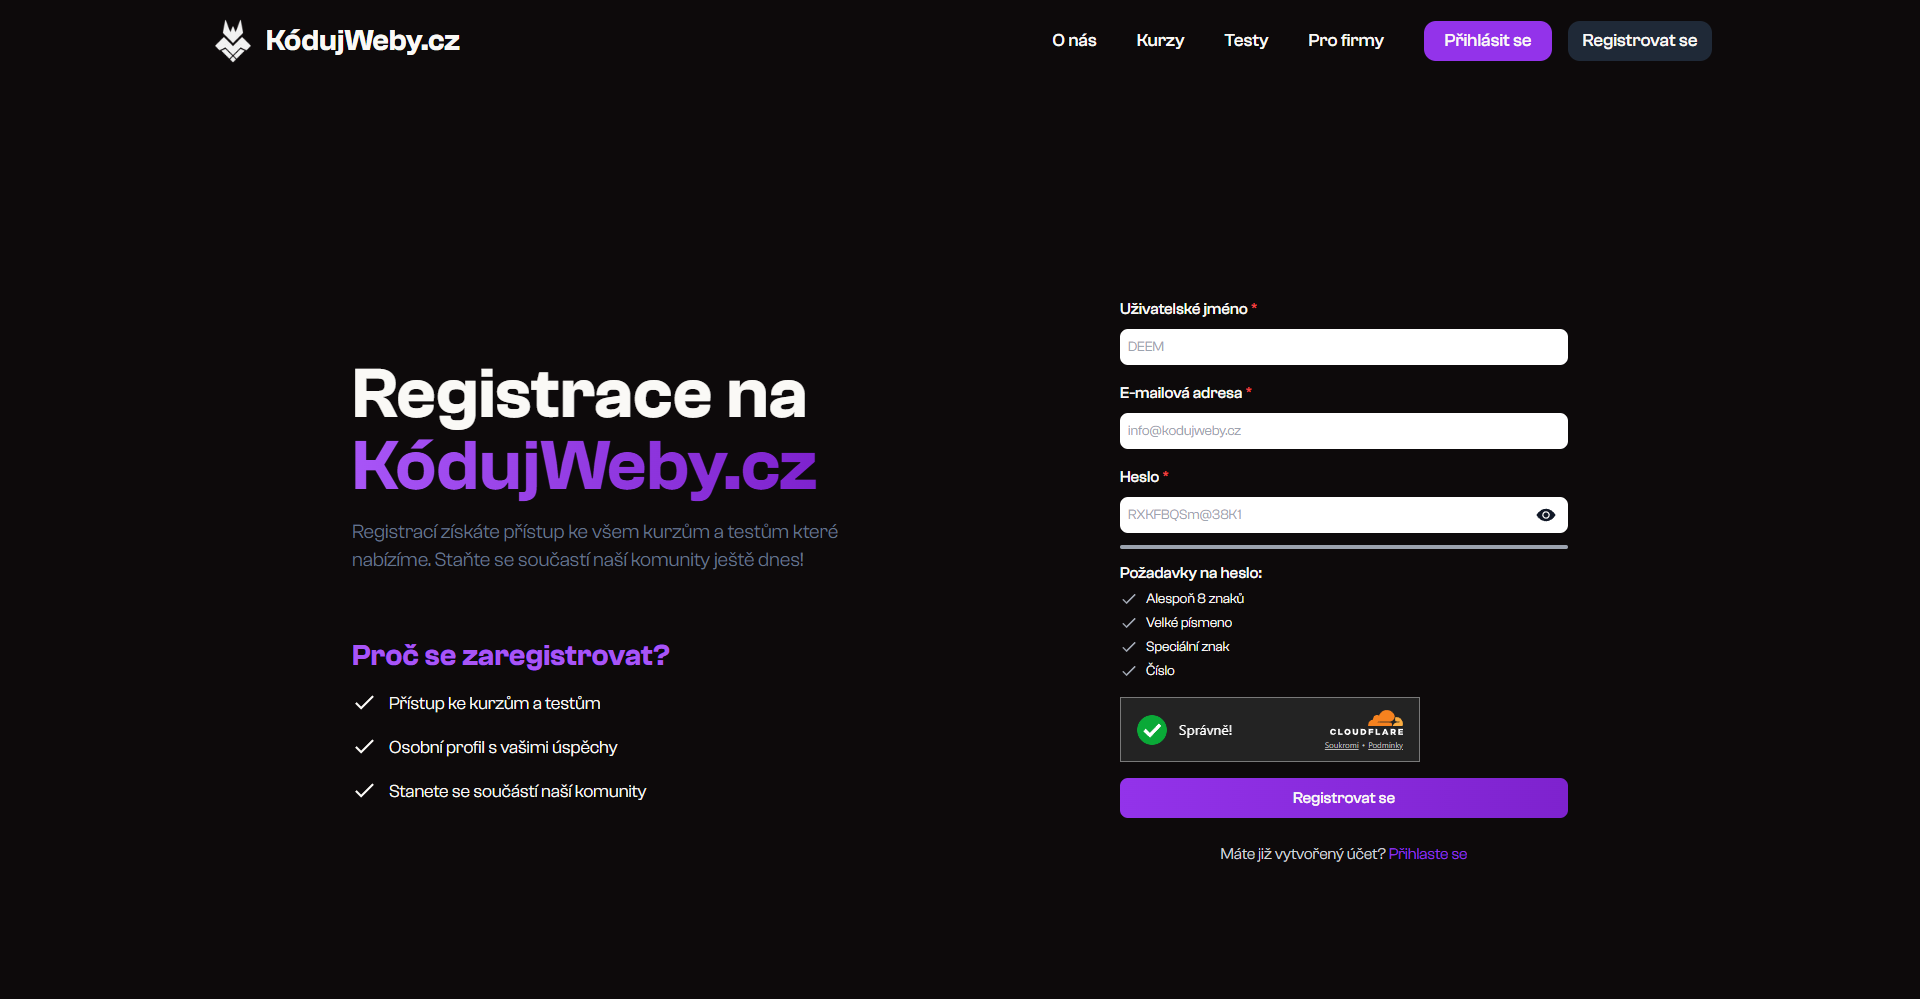 KódujWeby.cz
O nás
Kurzy
Testy
Pro firmy
Přihlásit se
Registrovat se
Registrace na
KódujWeby.cz
Registrací získáte přístup ke všem kurzům a testům které
nabízíme. Staňte se součastí naší komunity ještě dnes!
Proč se zaregistrovat?
Přístup ke kurzům a testům
Osobní profil s vašimi úspěchy
Stanete se součástí naší komunity
Uživatelské jméno *
DEEM
E-mailová adresa *
info@kodujweby.cz
Heslo *
RXKFBQSm@38K1
Požadavky na heslo:
Alespoň 8 znaků
Velké písmeno
Speciální znak
Číslo
Správně!
CLOUDFLARE
Soukromí • Podmínky
Registrovat se
Máte již vytvořený účet? Přihlaste se